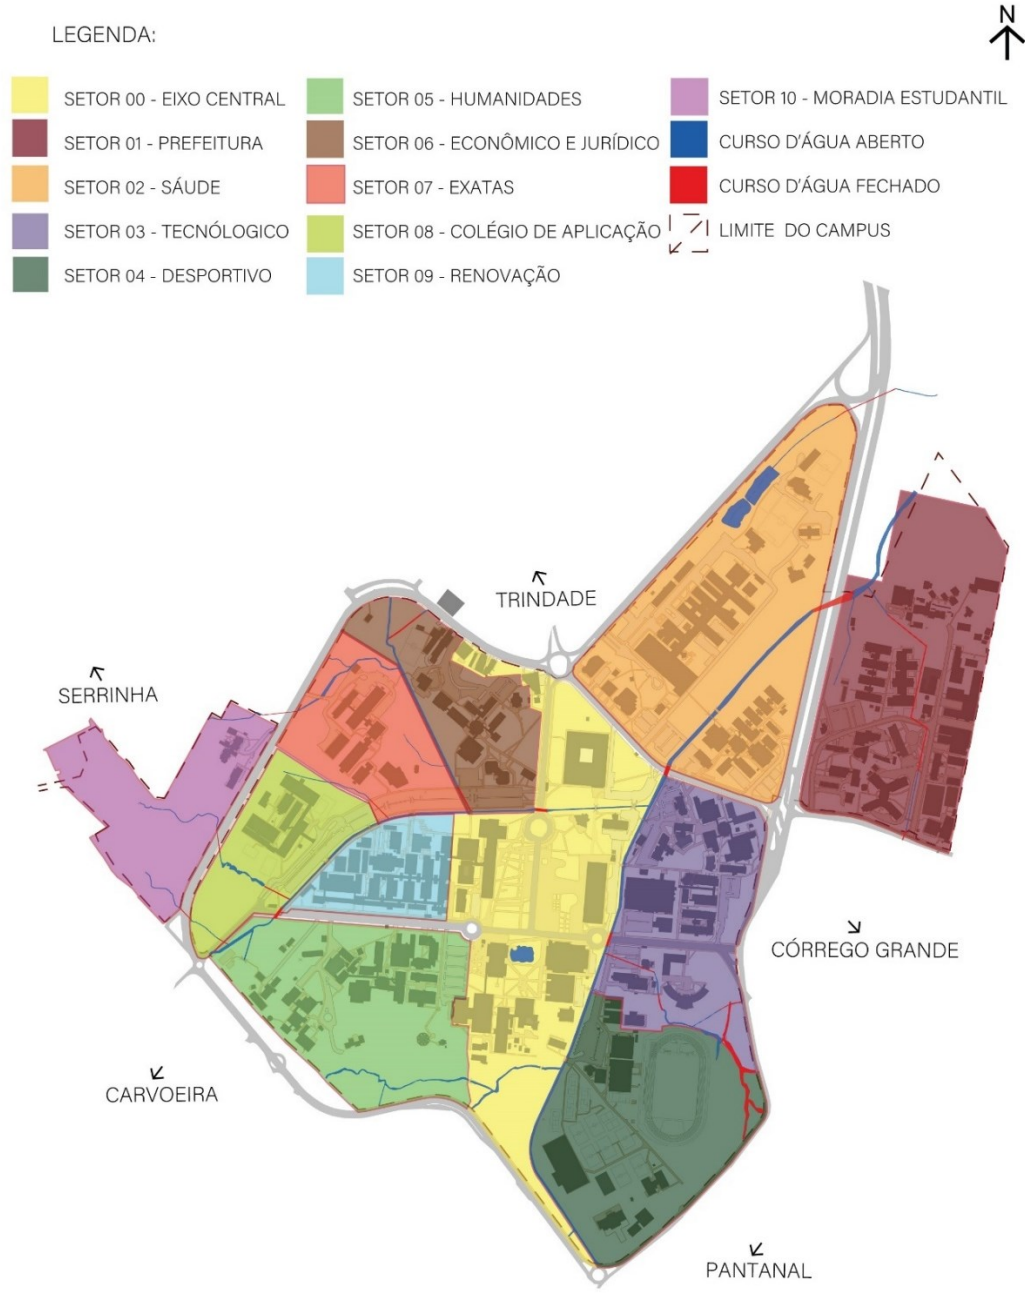 LEGENDA:
N
SETOR 00 - EIXO CENTRAL
SETOR 01 - PREFEITURA
SETOR 02 - SÁUDE
SETOR 03 - TECNÓLOGICO
SETOR 04 - DESPORTIVO
SETOR 05 - HUMANIDADES
SETOR 06 - ECONÔMICO E JURÍDICO
SETOR 07 - EXATAS
SETOR 08 - COLÉGIO DE APLICAÇÃO
SETOR 09 - RENOVAÇÃO
SETOR 10 - MORADIA ESTUDANTIL
CURSO D'ÁGUA ABERTO
CURSO D'ÁGUA FECHADO
LIMITE DO CAMPUS
TRINDADE
SERRINHA
CÓRREGO GRANDE
CARVOEIRA
PANTANAL